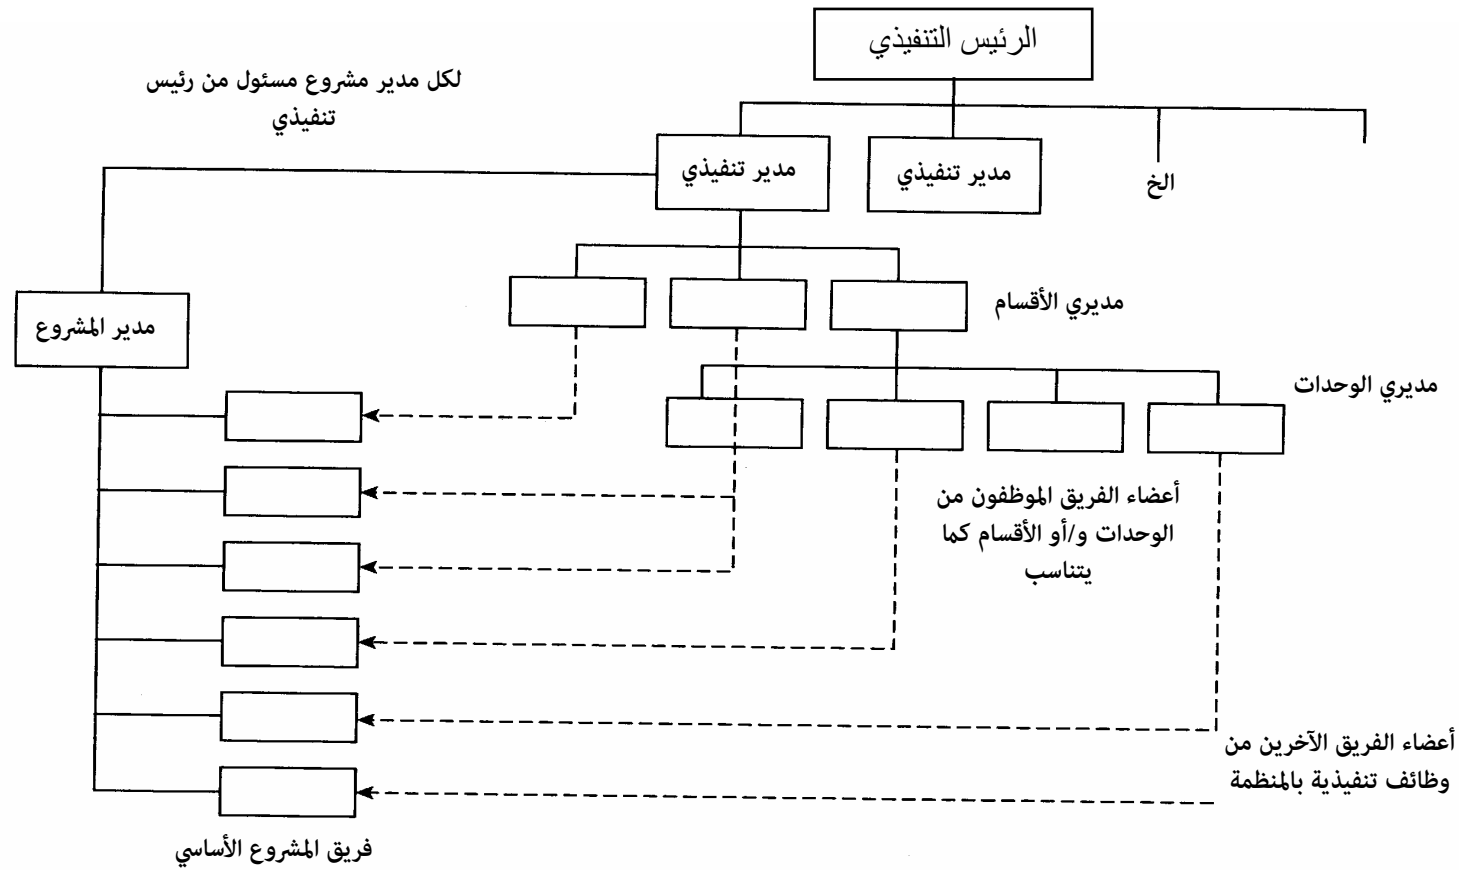 الرئيس التنفيذي
لكل مدير مشروع مسئول من رئيس
تنفيذي
مدير تنفيذي
مدير تنفيذي
الخ
مديري الأقسام
مدير المشروع
مديري الوحدات
أعضاء الفريق الموظفون من
الوحدات و/أو الأقسام كما
يتناسب
أعضاء الفريق الآخرين من
وظائف تنفيذية بالمنظمة
فريق المشروع الأساسي